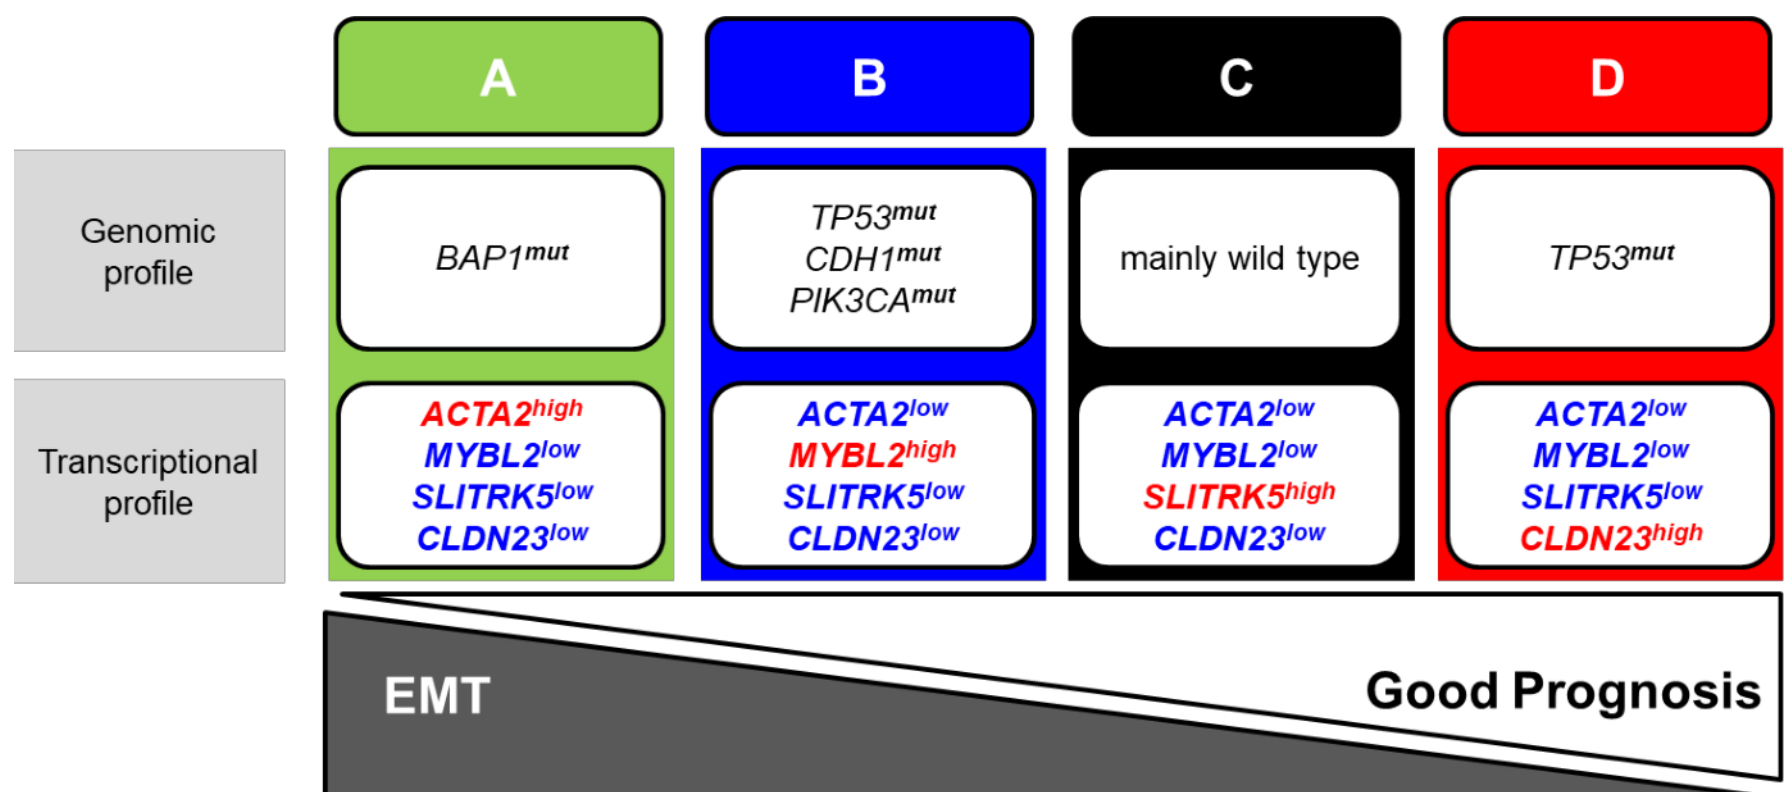 A
B
C
D
Genomic
profile
BAP1mut
TP53mut
CDH1mut
PIK3CAmut
mainly wild type
TP53mut
Transcriptional
profile
ACTA2high
MYBL2low
SLITRK5low
CLDN23low
ACTA2low
MYBL2high
SLITRK5low
CLDN23low
ACTA2low
MYBL2low
SLITRK5high
CLDN23low
ACTA2low
MYBL2low
SLITRK5low
CLDN23high
EMT
Good Prognosis